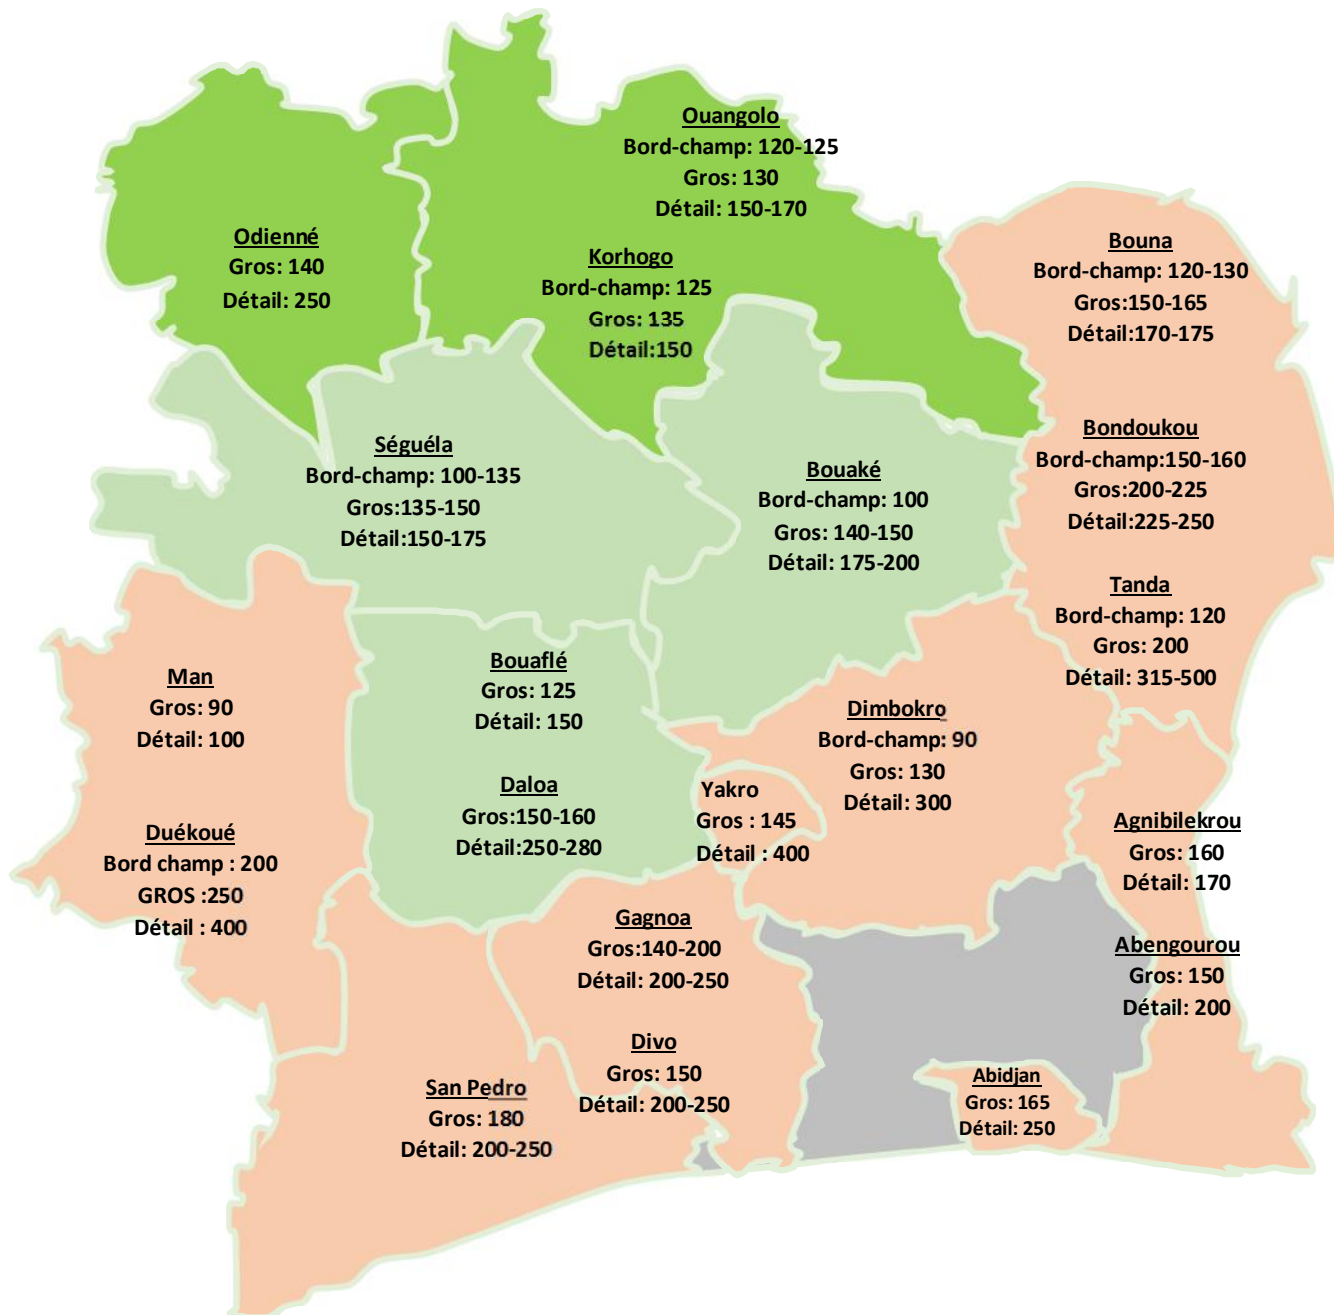 Ouangolo
Bord-champ: 120-125
Gros: 130
Détail: 150-170
Odienné
Gros: 140
Détail: 250
Korhogo
Bord-champ: 125
Gros: 135
Détail:150
Bouna
Bord-champ: 120-130
Gros:150-165
Détail:170-175
Séguéla
Bord-champ: 100-135
Gros:135-150
Détail:150-175
Bouaké
Bord-champ: 100
Gros: 140-150
Détail: 175-200
Bondoukou
Bord-champ:150-160
Gros:200-225
Détail:225-250
Tanda
Bord-champ: 120
Gros: 200
Détail: 315-500
Man
Gros: 90
Détail: 100
Bouaflé
Gros: 125
Détail: 150
Dimbokro
Bord-champ: 90
Gros: 130
Détail: 300
Daloa
Gros:150-160
Détail:250-280
Yakro
Gros : 145
Détail : 400
Duékoué
Bord champ : 200
GROS :250
Détail : 400
Agnibilekrou
Gros: 160
Détail: 170
Gagnoa
Gros:140-200
Détail: 200-250
Abengourou
Gros: 150
Détail: 200
Divo
Gros: 150
Détail: 200-250
San Pedro
Gros: 180
Détail: 200-250
Abidjan
Gros: 165
Détail: 250